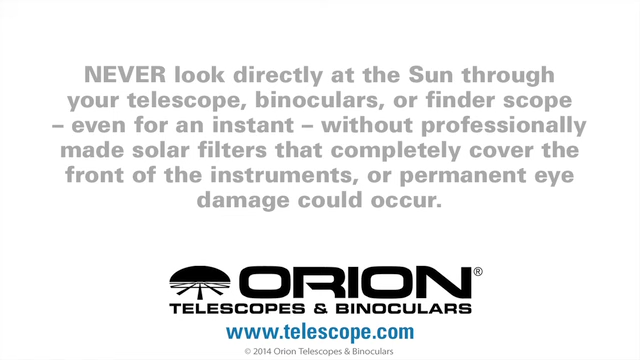 NEVER look directly at the Sun through
your telescope, binoculars, or finder scope
– even for an instant – without professionally
made solar filters that completely cover the
front of the instruments, or permanent eye
damage could occur.
ORION®
TELESCOPES & BINOCULARS
www.telescope.com
© 2014 Orion Telescopes & Binoculars